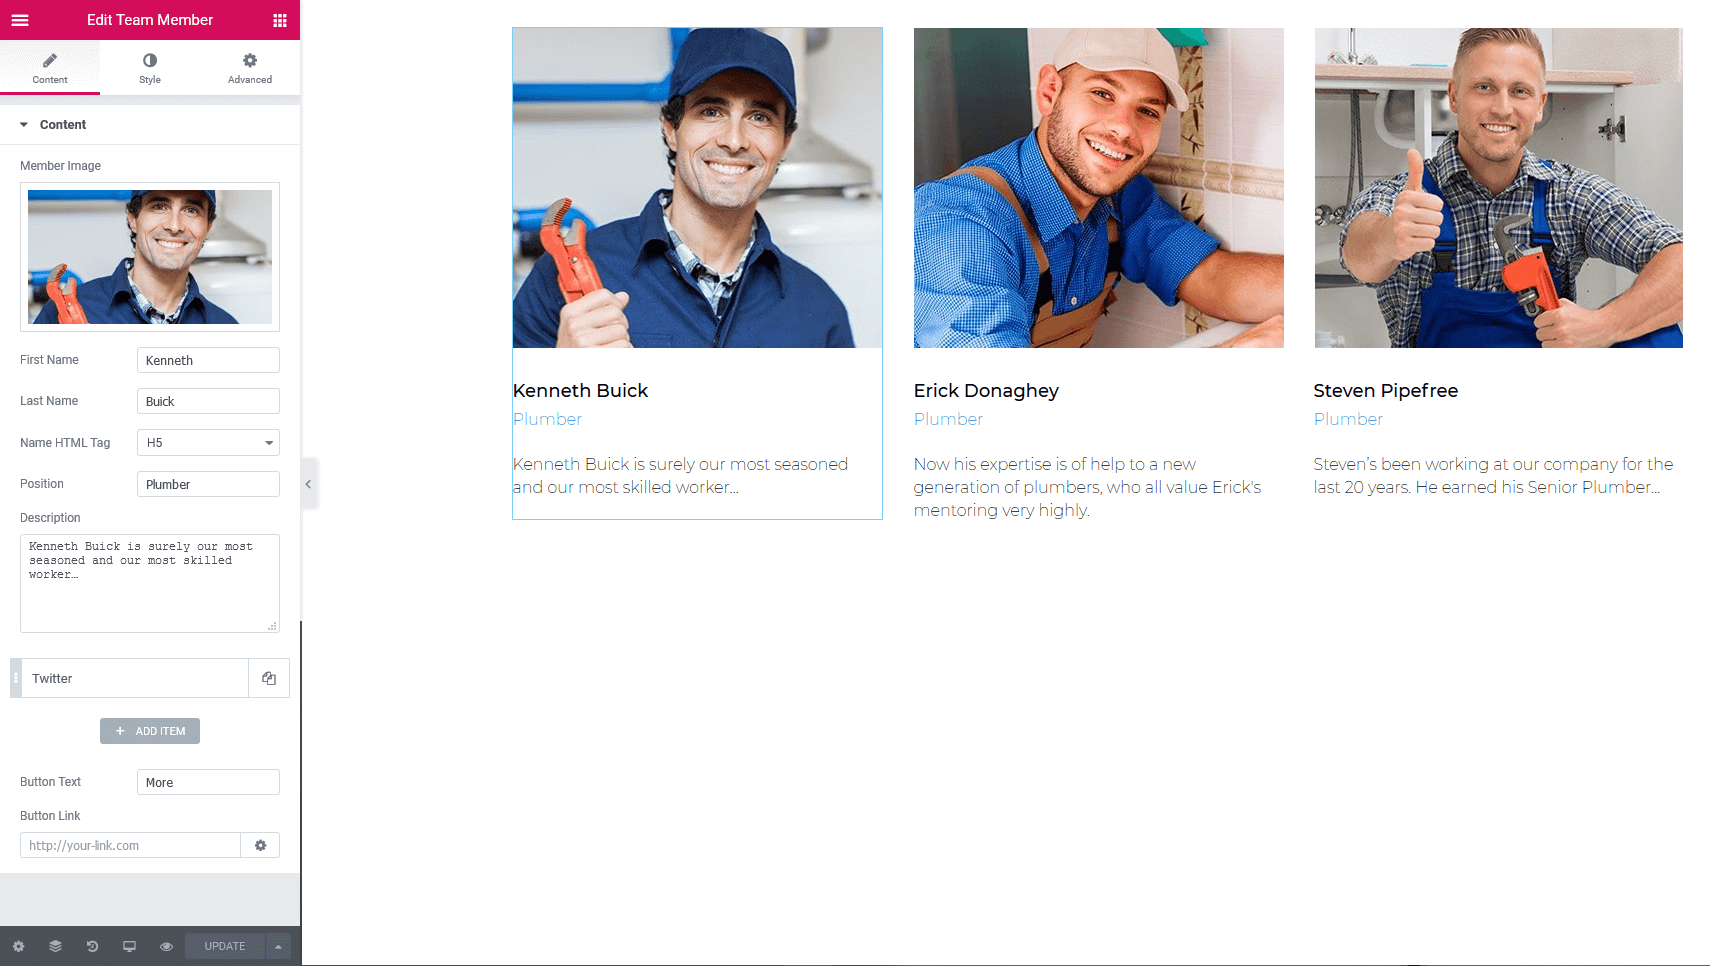 Edit Team Member
Content
Style
Advanced
Content
Member Image
First Name
Kenneth
Last Name
Buick
Name HTML Tag
H5
Position
Plumber
Description
Kenneth Buick is surely our most
seasoned and our most skilled
worker…
Twitter
ADD ITEM
Button Text
More
Button Link
http://your-link.com
UPDATE
Kenneth Buick
Plumber
Kenneth Buick is surely our most seasoned
and our most skilled worker…
Erick Donaghey
Plumber
Now his expertise is of help to a new
generation of plumbers, who all value Erick's
mentoring very highly.
Steven Pipefree
Plumber
Steven’s been working at our company for the
last 20 years. He earned his Senior Plumber…